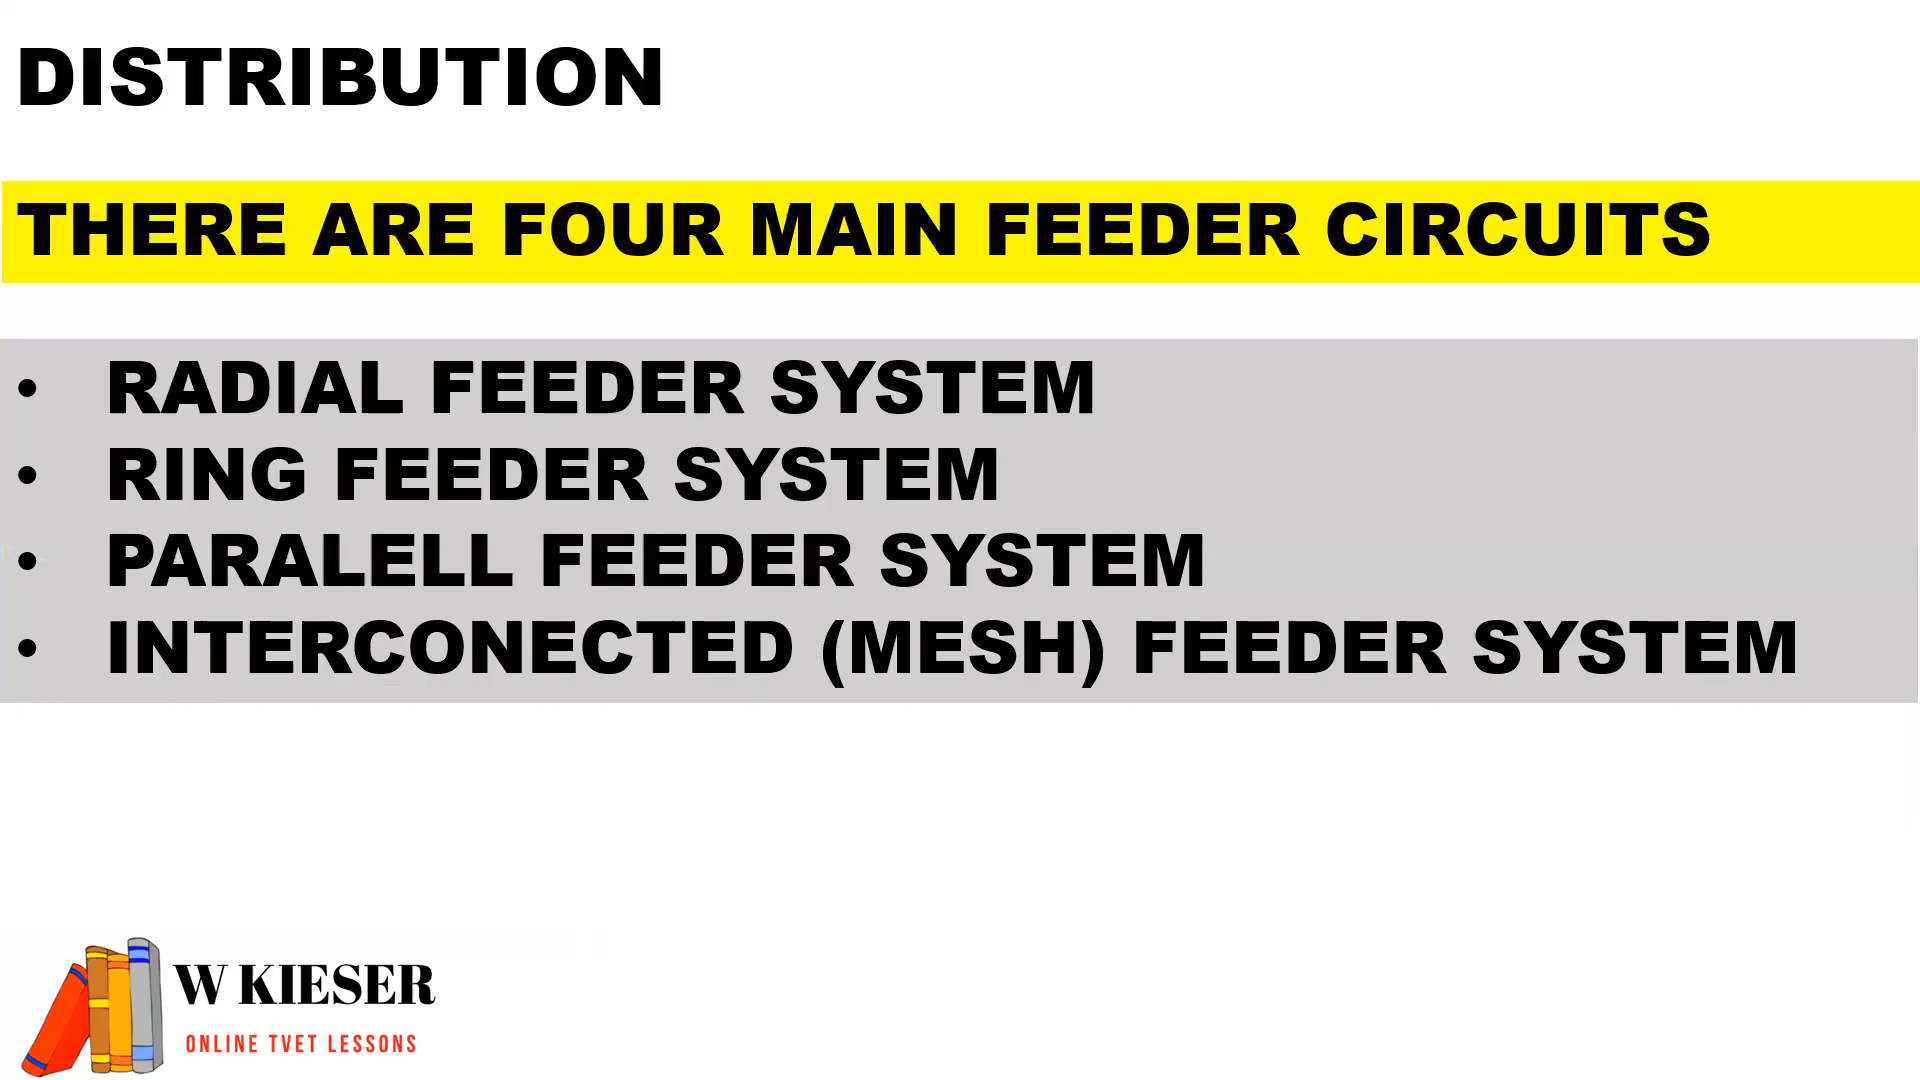 DISTRIBUTION
THERE ARE FOUR MAIN FEEDER CIRCUITS
• RADIAL FEEDER SYSTEM
• RING FEEDER SYSTEM
• PARALELL FEEDER SYSTEM
• INTERCONECTED (MESH) FEEDER SYSTEM
W KIESER
ONLINE TVET LESSONS